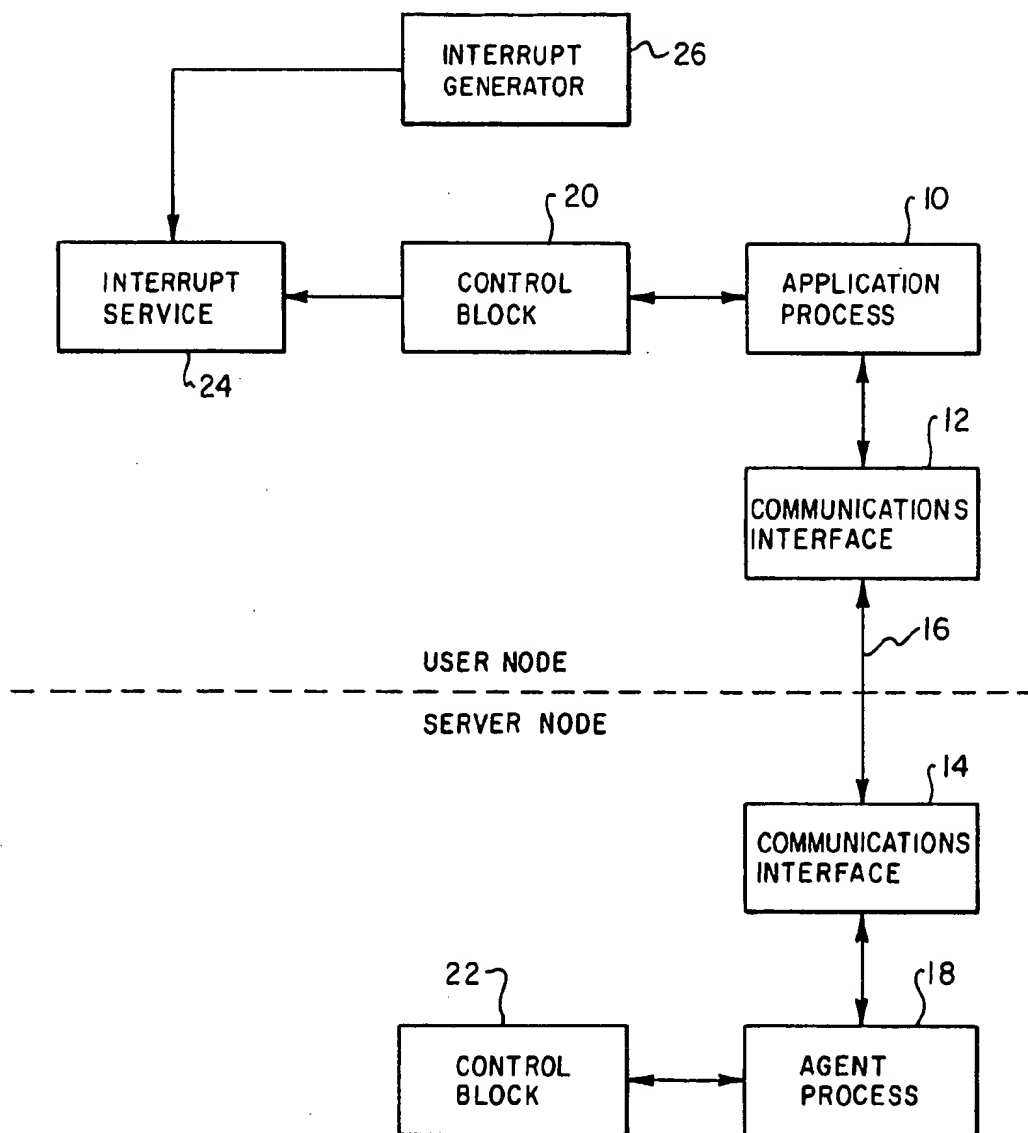 INTERRUPT
GENERATOR
26
20
10
INTERRUPT
SERVICE
CONTROL
BLOCK
APPLICATION
PROCESS
24
12
COMMUNICATIONS
INTERFACE
16
USER NODE
SERVER NODE
14
COMMUNICATIONS
INTERFACE
22
18
CONTROL
BLOCK
AGENT
PROCESS